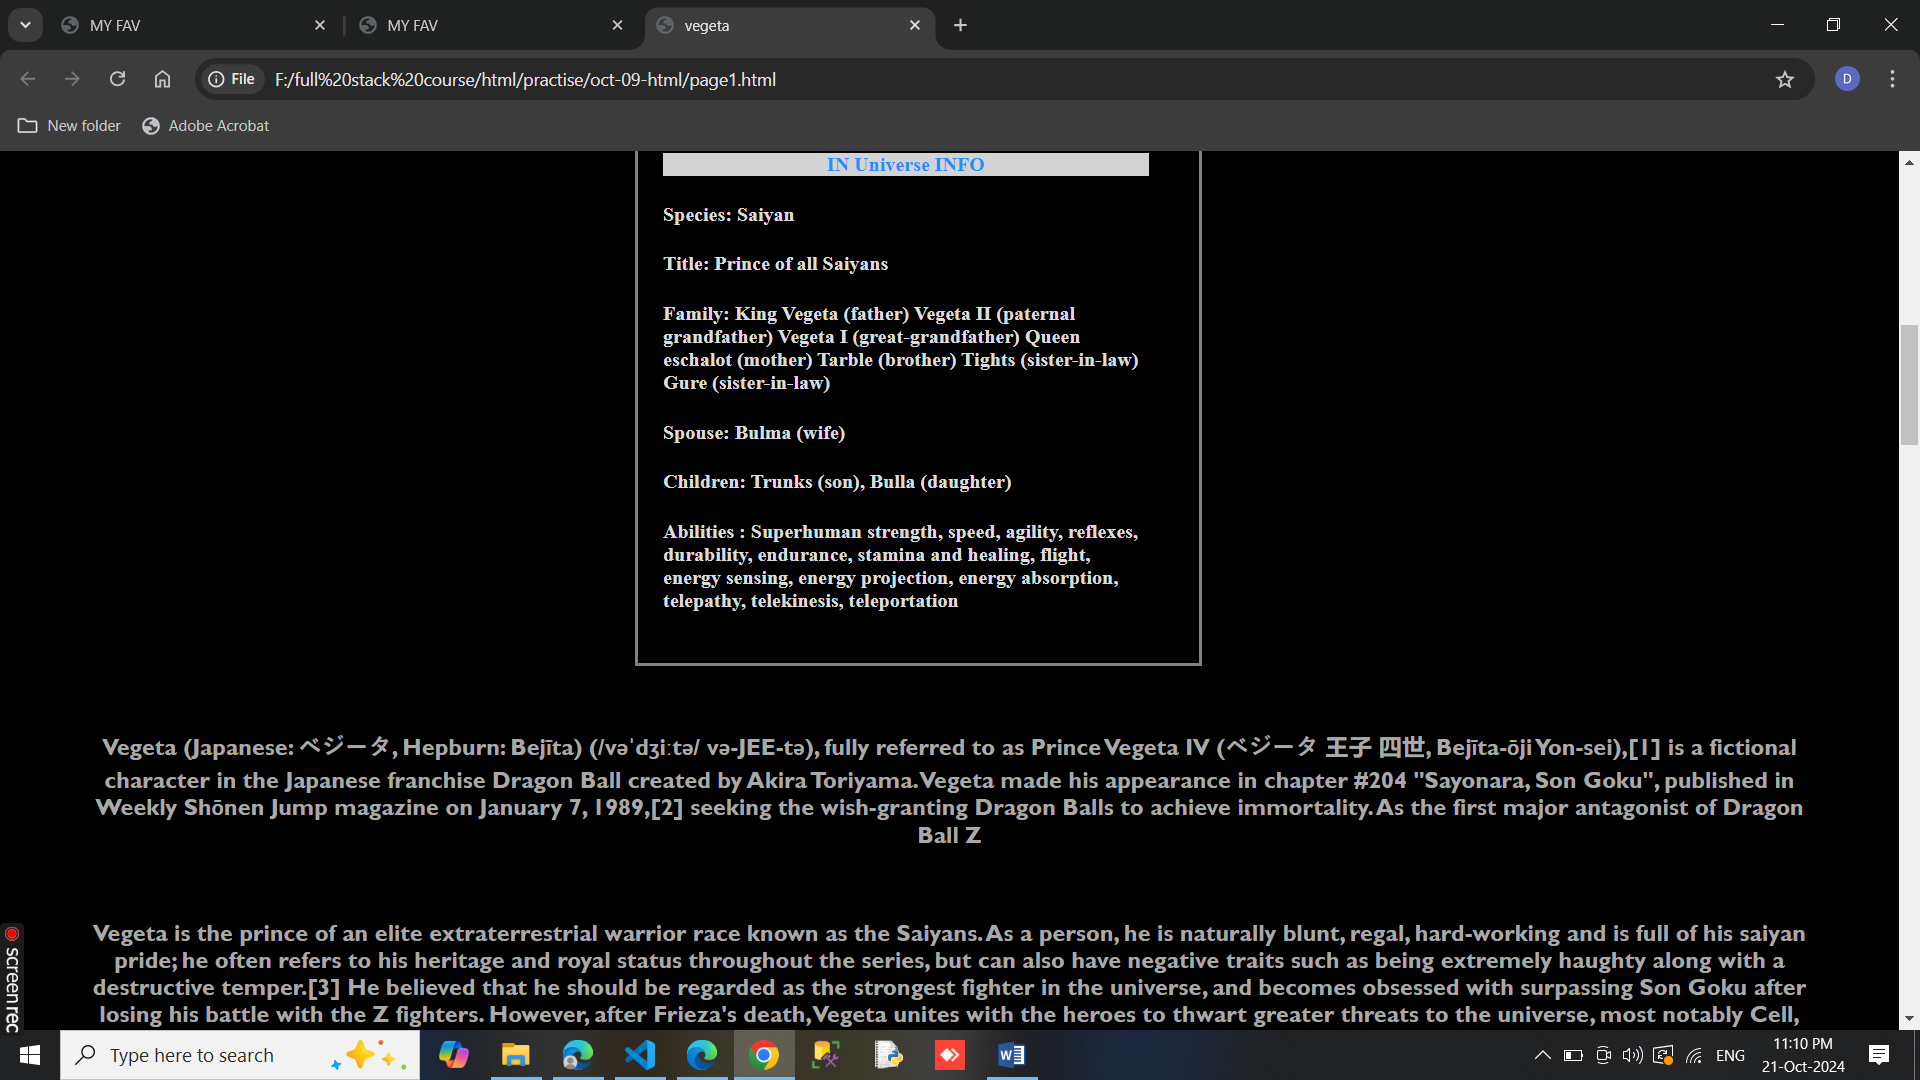 MY FAV
MY FAV
vegeta
File
F:/full%20stack%20course/html/practise/oct-09-html/page1.html
D
New folder
Adobe Acrobat
IN Universe INFO
Species: Saiyan
Title: Prince of all Saiyans
Family: King Vegeta (father) Vegeta II (paternal
grandfather) Vegeta I (great-grandfather) Queen
eschalot (mother) Tarble (brother) Tights (sister-in-law)
Gure (sister-in-law)
Spouse: Bulma (wife)
Children: Trunks (son), Bulla (daughter)
Abilities : Superhuman strength, speed, agility, reflexes,
durability, endurance, stamina and healing, flight,
energy sensing, energy projection, energy absorption,
telepathy, telekinesis, teleportation
Vegeta (Japanese: ベジータ, Hepburn: Bejīta) (/vəˈdʒiːtə/ və-JEE-tə), fully referred to as Prince Vegeta IV (ベジータ 王子 四世, Bejīta-ōji Yon-sei),[1] is a fictional
character in the Japanese franchise Dragon Ball created by Akira Toriyama.Vegeta made his appearance in chapter #204 "Sayonara, Son Goku", published in
Weekly Shōnen Jump magazine on January 7, 1989,[2] seeking the wish-granting Dragon Balls to achieve immortality. As the first major antagonist of Dragon
Ball Z
Vegeta is the prince of an elite extraterrestrial warrior race known as the Saiyans. As a person, he is naturally blunt, regal, hard-working and is full of his saiyan
pride; he often refers to his heritage and royal status throughout the series, but can also have negative traits such as being extremely haughty along with a
destructive temper.[3] He believed that he should be regarded as the strongest fighter in the universe, and becomes obsessed with surpassing Son Goku after
losing his battle with the Z fighters. However, after Frieza's death, Vegeta unites with the heroes to thwart greater threats to the universe, most notably Cell,
screenrec
Type here to search
ENG
11:10 PM
21-Oct-2024